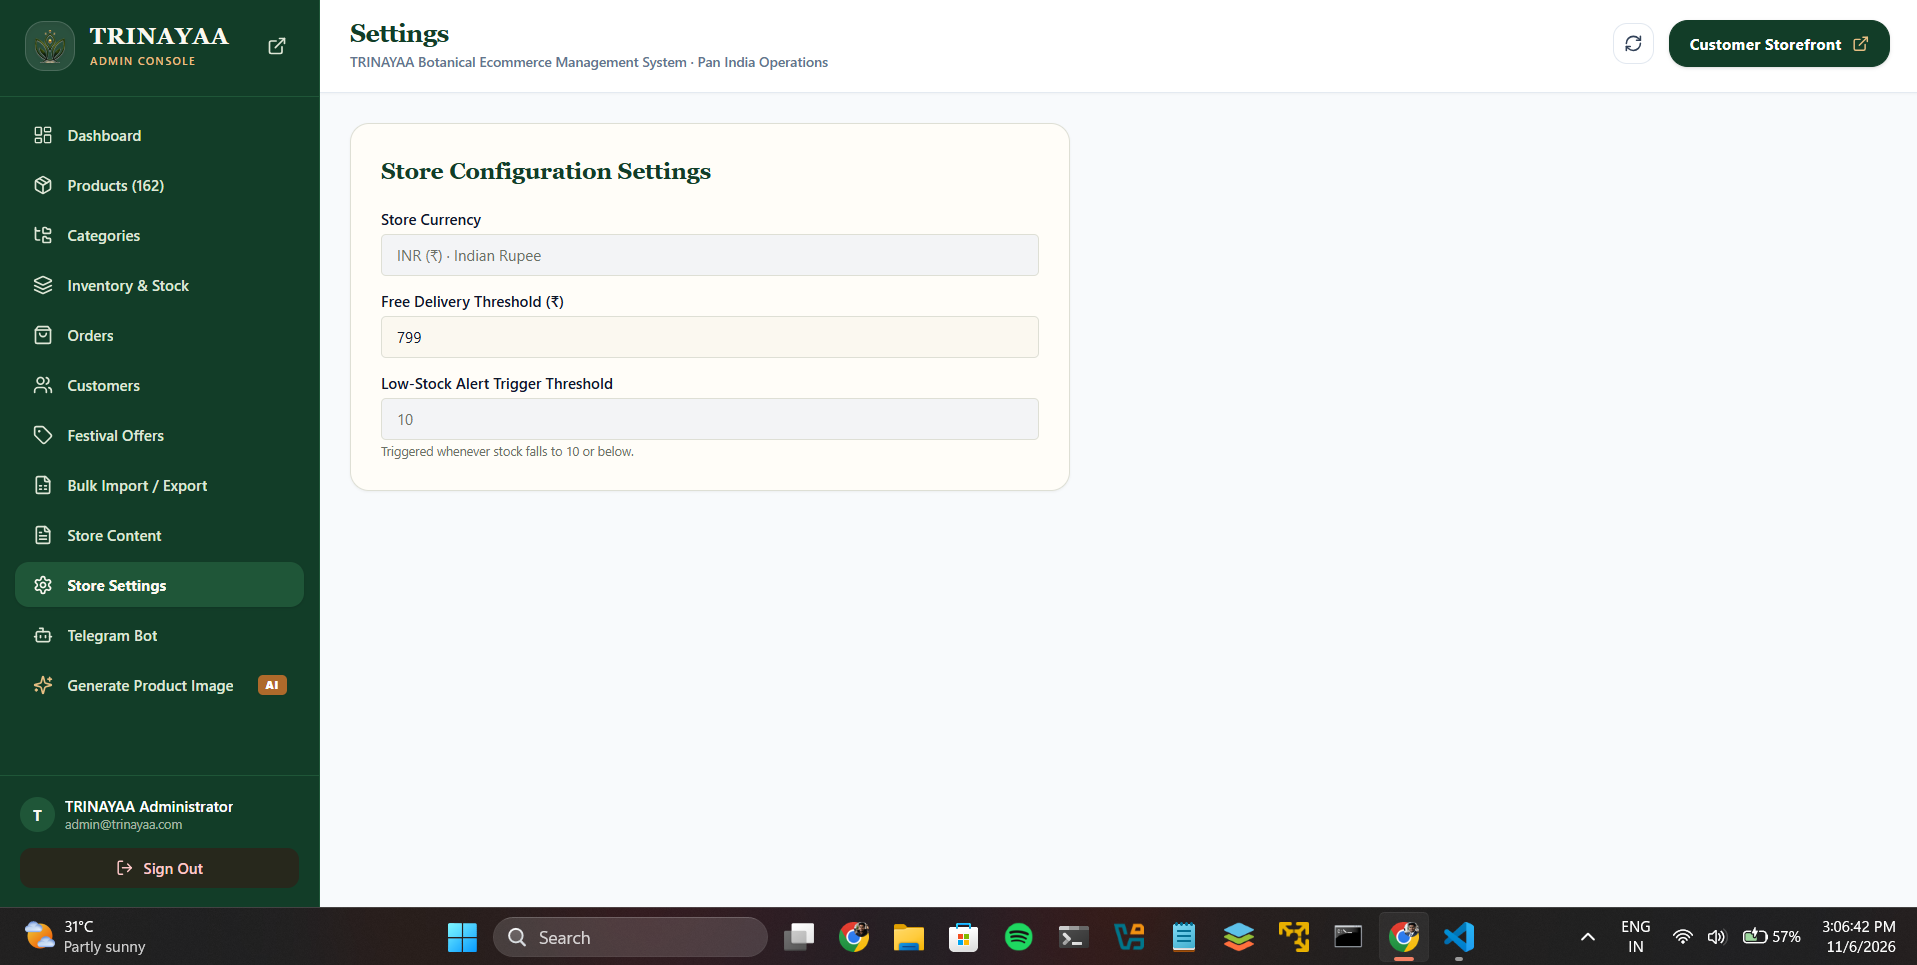 TRINAYAA
ADMIN CONSOLE
Dashboard
Products (162)
Categories
Inventory & Stock
Orders
Customers
Festival Offers
Bulk Import / Export
Store Content
Store Settings
Telegram Bot
Generate Product Image AI
T
TRINAYAA Administrator
admin@trinayaa.com
Sign Out
Settings
TRINAYAA Botanical Ecommerce Management System · Pan India Operations
Customer Storefront
Store Configuration Settings
Store Currency
INR (₹) · Indian Rupee
Free Delivery Threshold (₹)
799
Low-Stock Alert Trigger Threshold
10
Triggered whenever stock falls to 10 or below.
31°C
Partly sunny
Search
ENG
IN
57%
3:06:42 PM
11/6/2026